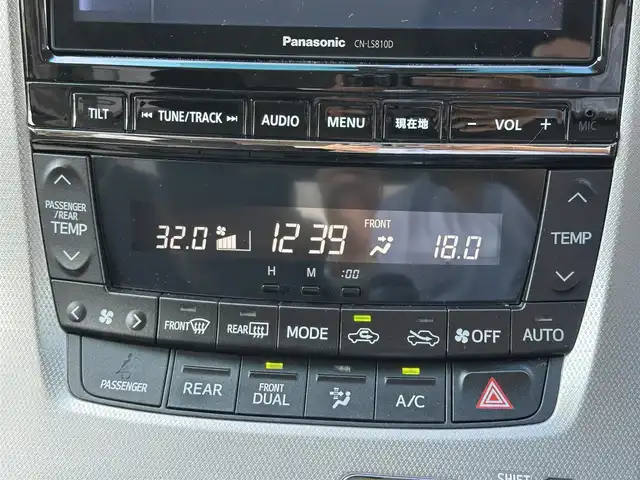 Panasonic CN-LS810D
TILT TUNE/TRACK AUDIO MENU 現在地 − VOL + MIC
PASSENGER
/REAR
TEMP
32.0 12 39 FRONT 18.0
H M :00
TEMP
FRONT REAR MODE OFF AUTO
PASSENGER REAR FRONT
DUAL A/C
SHIFT